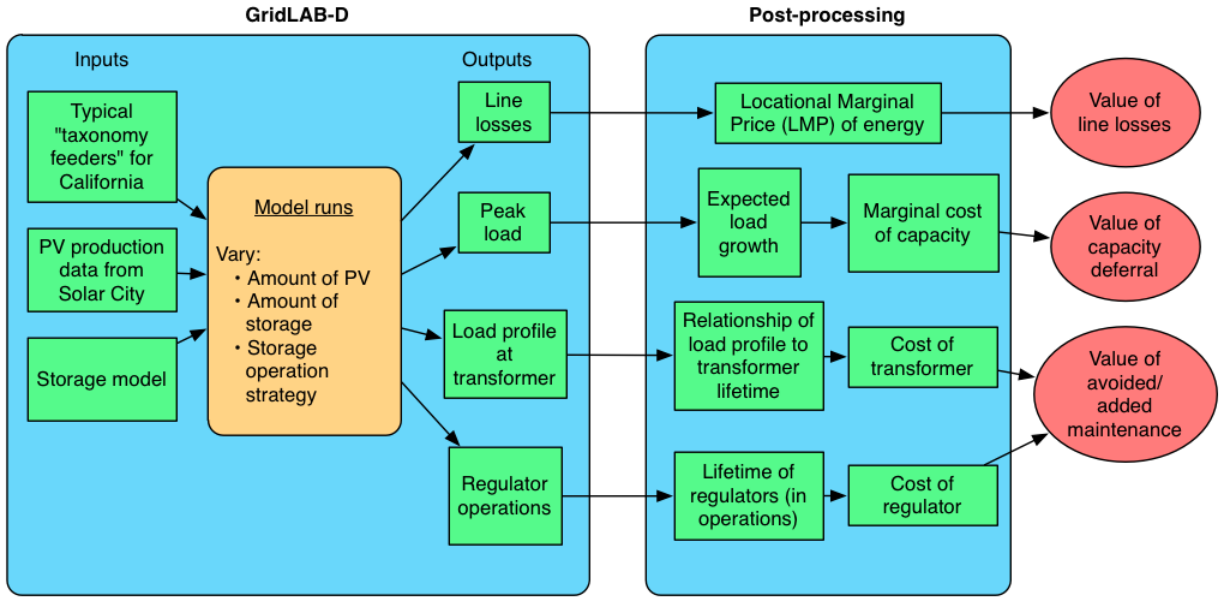 GridLAB-D
Post-processing
Inputs
Outputs
Typical
"taxonomy
feeders" for
California
PV production
data from
Solar City
Storage model
Model runs
Vary:
• Amount of PV
• Amount of
storage
• Storage
operation
strategy
Line
losses
Peak
load
Load profile
at
transformer
Regulator
operations
Locational Marginal
Price (LMP) of energy
Expected
load
growth
Marginal cost
of capacity
Relationship of
load profile to
transformer
lifetime
Cost of
transformer
Lifetime of
regulators (in
operations)
Cost of
regulator
Value of
line losses
Value of
capacity
deferral
Value of
avoided/
added
maintenance